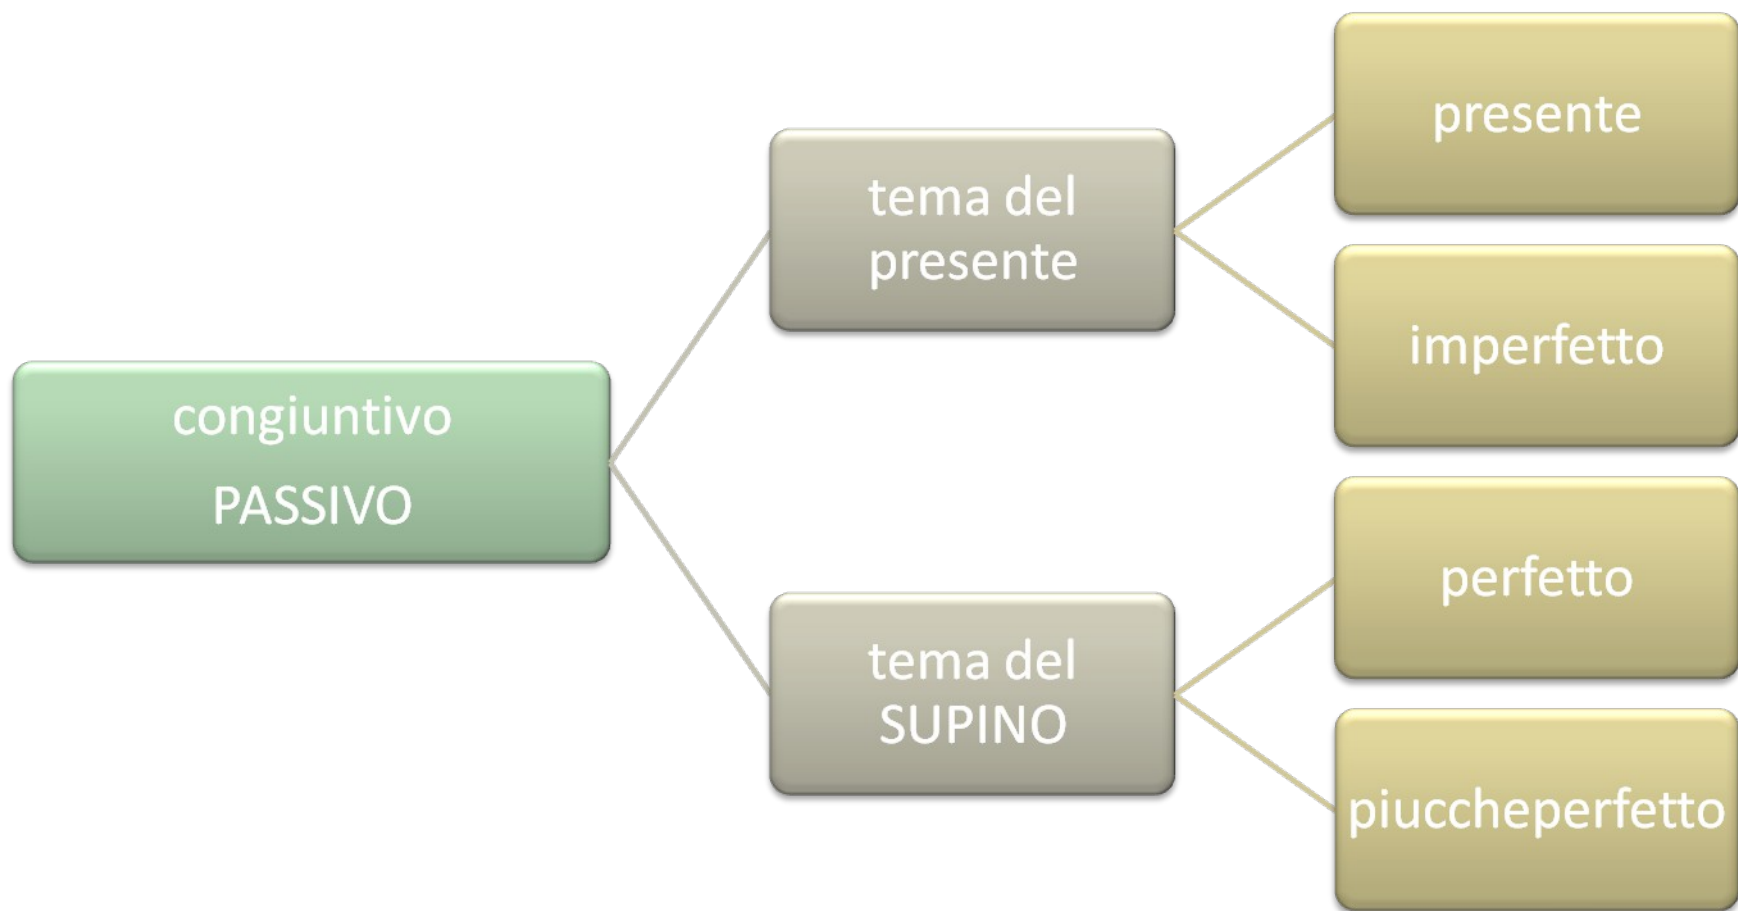 congiuntivo
PASSIVO
tema del
presente
presente
imperfetto
tema del
SUPINO
perfetto
piuccheperfetto